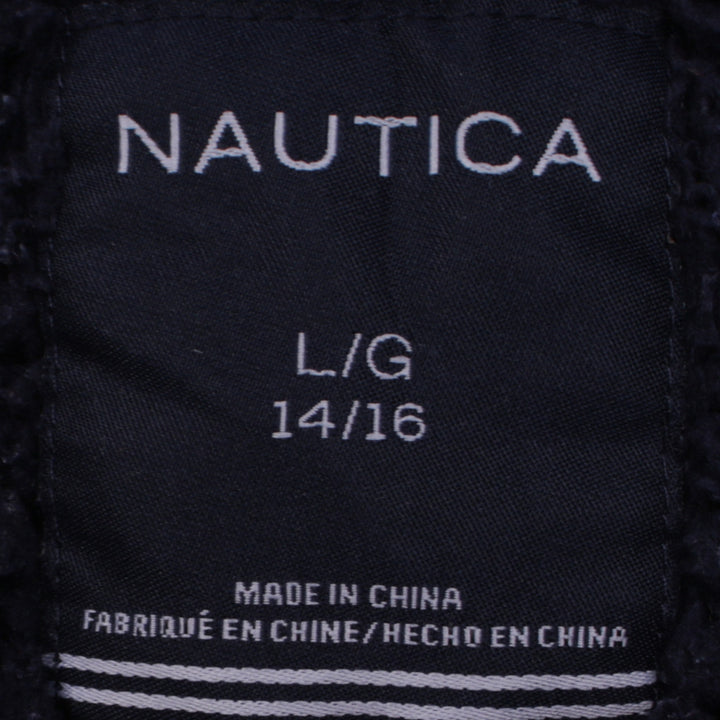 NAUTICA
L/G
14/16
MADE IN CHINA
FABRIQUÉ EN CHINE/HECHO EN CHINA